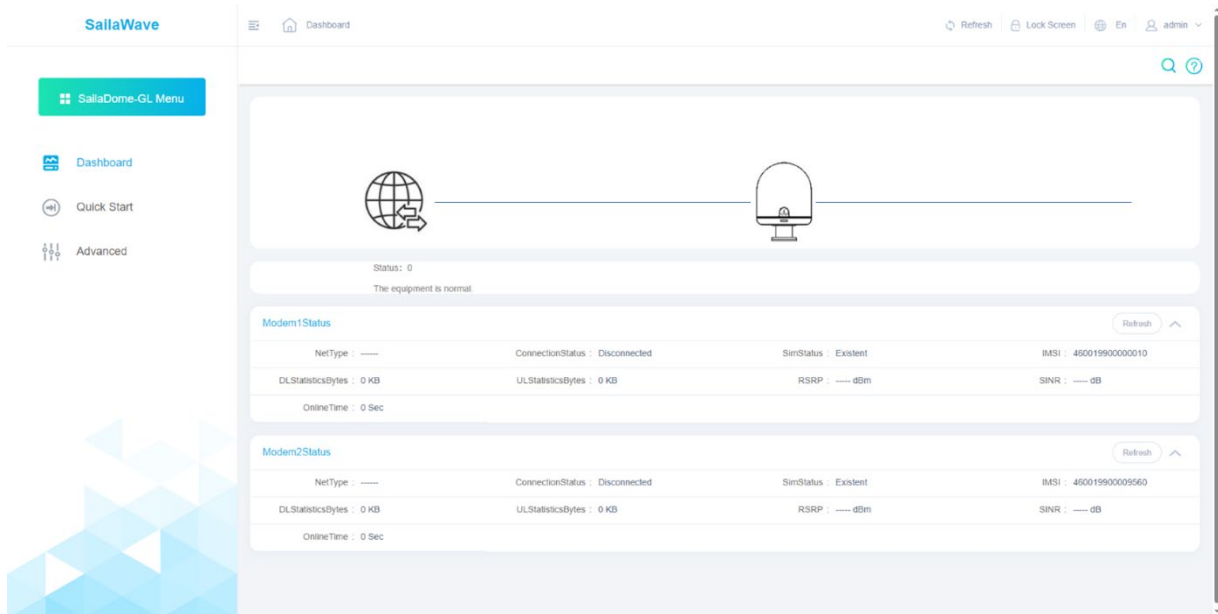 SailaWave
Dashboard
Refresh
Lock Screen
En
admin
SailaDome-GL Menu
Dashboard
Quick Start
Advanced
Status: 0
The equipment is normal.
Modem1Status
Refresh
NetType : ------ ConnectionStatus : Disconnected SimStatus : Existent IMSI : 460019900000010
DLStatisticsBytes : 0 KB ULStatisticsBytes : 0 KB RSRP : ----- dBm SINR : ----- dB
OnlineTime : 0 Sec
Modem2Status
Refresh
NetType : ------ ConnectionStatus : Disconnected SimStatus : Existent IMSI : 460019900009560
DLStatisticsBytes : 0 KB ULStatisticsBytes : 0 KB RSRP : ----- dBm SINR : ----- dB
OnlineTime : 0 Sec